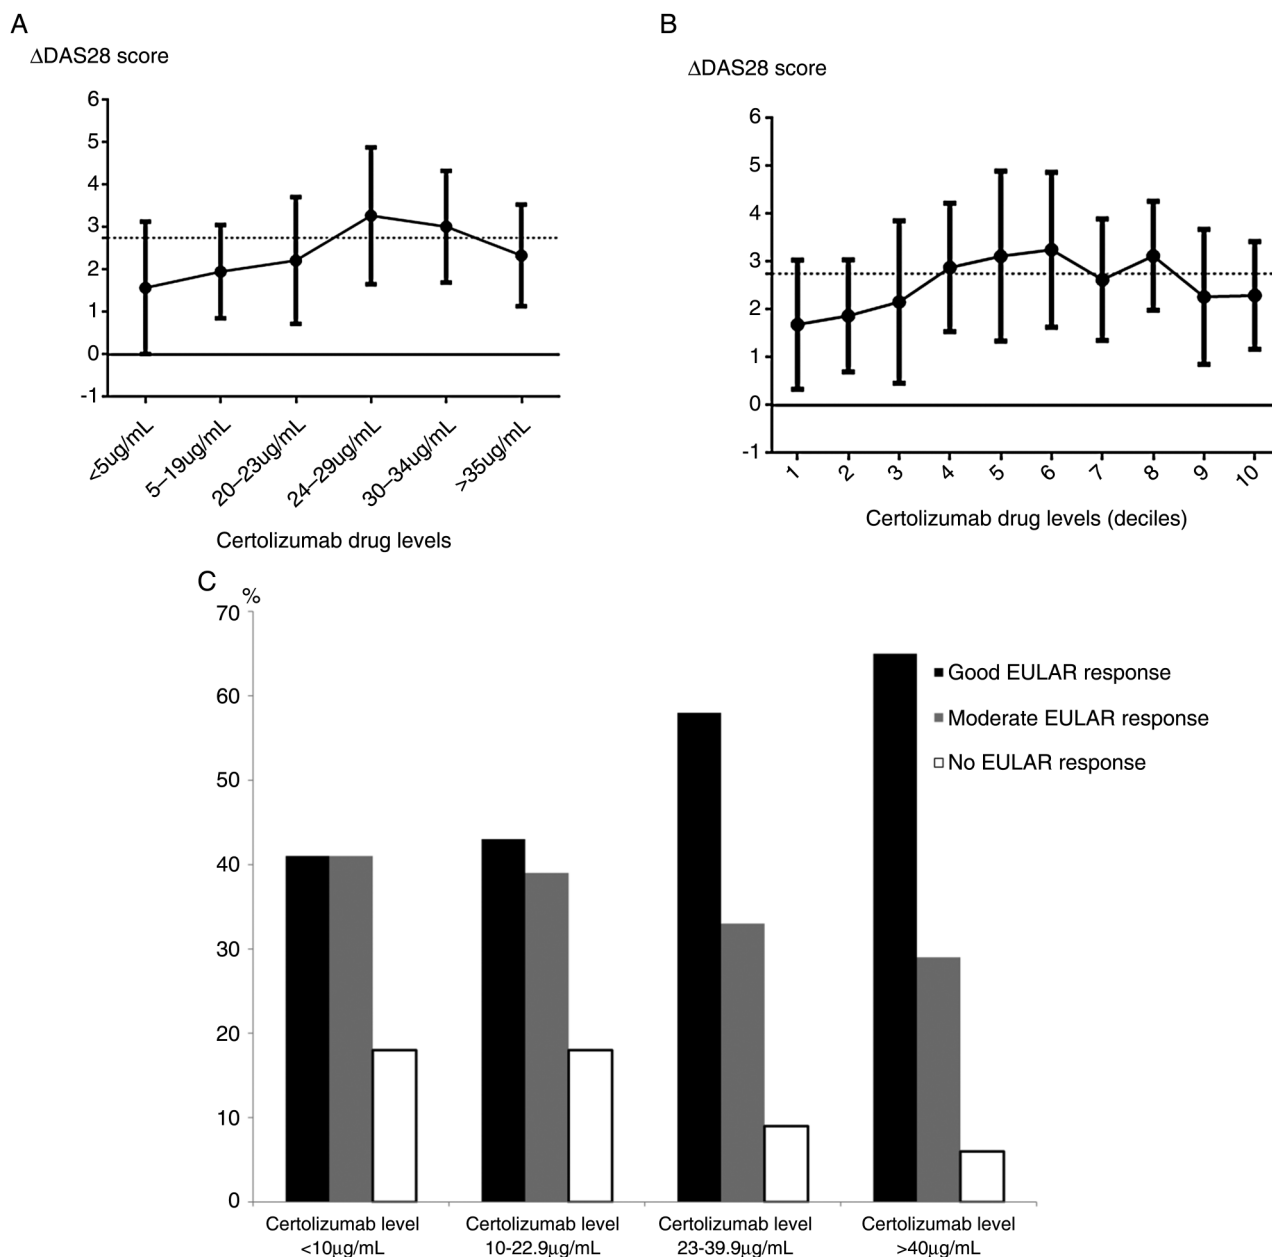 A
ΔDAS28 score
6
5
4
3
2
1
0
-1
<5ug/mL
5–19ug/mL
20–23ug/mL
24–29ug/mL
30–34ug/mL
>35ug/mL
Certolizumab drug levels
B
ΔDAS28 score
6
5
4
3
2
1
0
-1
1
2
3
4
5
6
7
8
9
10
Certolizumab drug levels (deciles)
C
%
70
60
50
40
30
20
10
0
Good EULAR response
Moderate EULAR response
No EULAR response
Certolizumab level
<10µg/mL
Certolizumab level
10-22.9µg/mL
Certolizumab level
23-39.9µg/mL
Certolizumab level
>40µg/mL